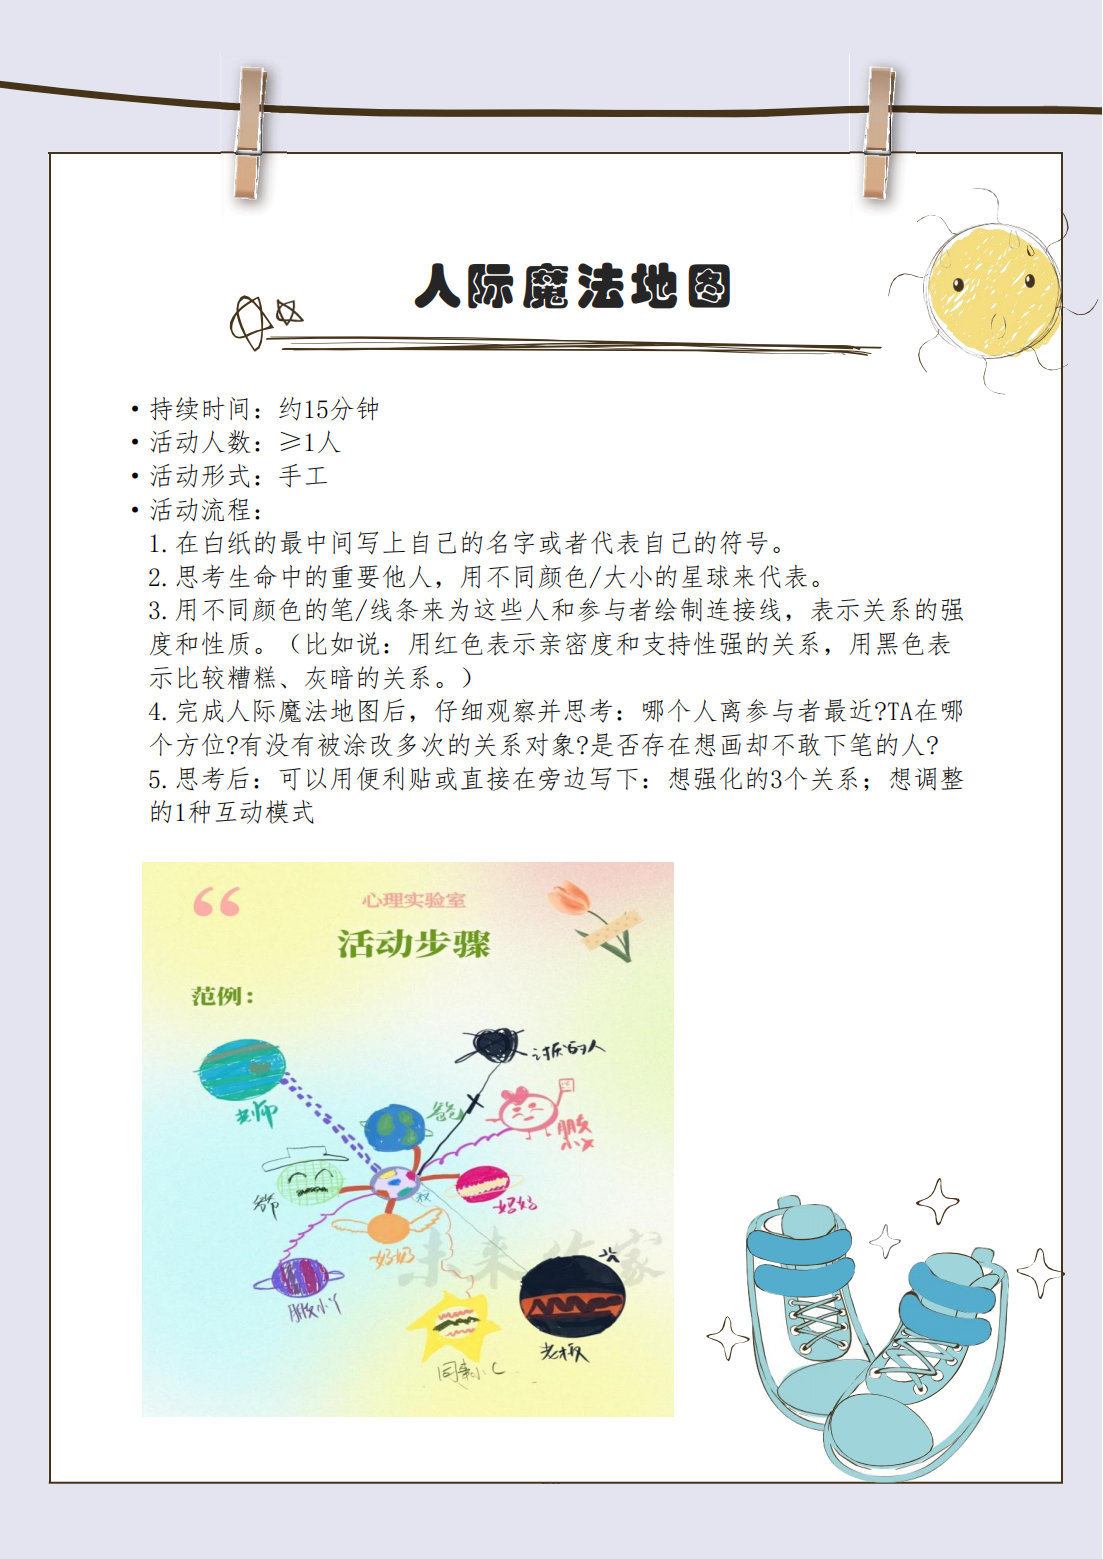 人际魔法地图
•持续时间：约15分钟
•活动人数：≥1人
•活动形式：手工
•活动流程：
1.在白纸的最中间写上自己的名字或者代表自己的符号。
2.思考生命中的重要他人，用不同颜色/大小的星球来代表。
3.用不同颜色的笔/线条来为这些人和参与者绘制连接线，表示关系的强
度和性质。（比如说：用红色表示亲密度和支持性强的关系，用黑色表
示比较糟糕、灰暗的关系。）
4.完成人际魔法地图后，仔细观察并思考：哪个人离参与者最近?TA在哪
个方位?有没有被涂改多次的关系对象?是否存在想画却不敢下笔的人?
5.思考后：可以用便利贴或直接在旁边写下：想强化的3个关系；想调整
的1种互动模式
心理实验室
活动步骤
范例：
讨厌的人
老师
爸爸
朋友
小x
爷爷
妈妈
奶奶
朋友小丫
老板
同事小C